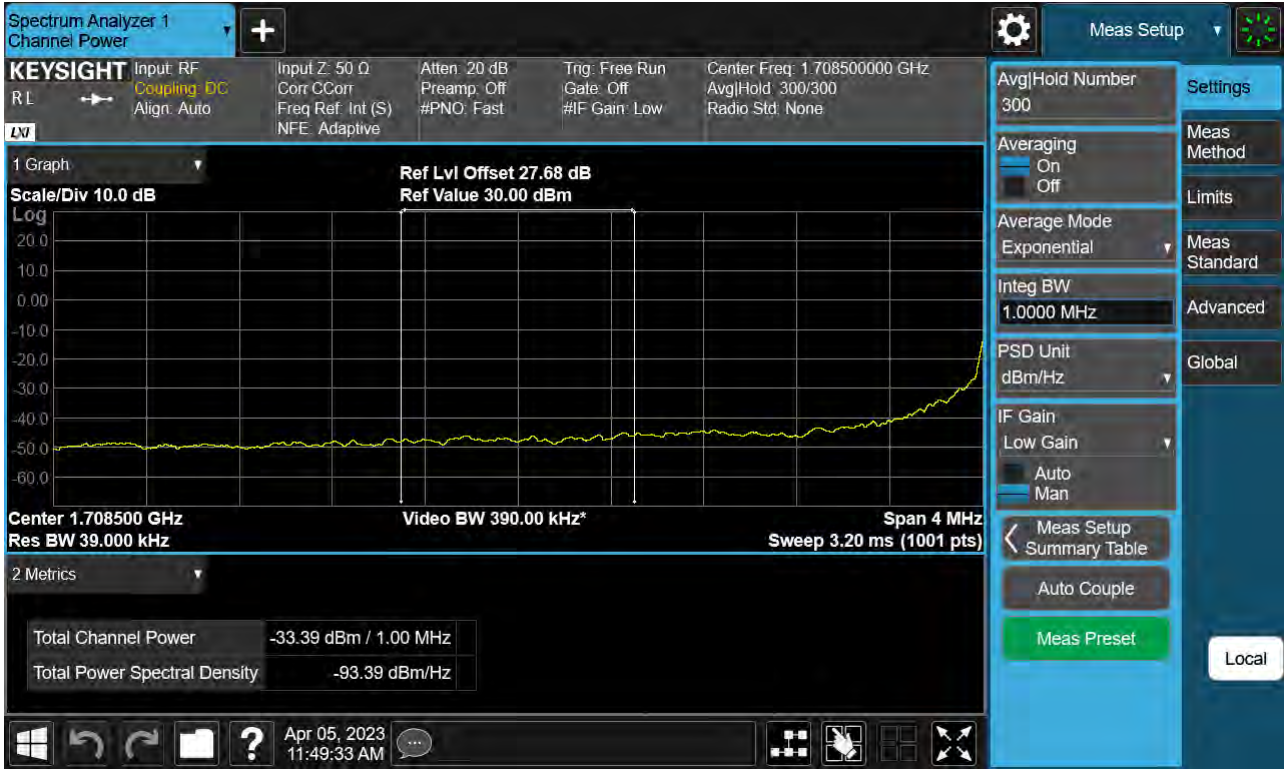 Spectrum Analyzer 1
Channel Power
+
Meas Setup
KEYSIGHT
R L
LXI
Input: RF
Coupling: DC
Align: Auto
Input Z: 50 Ω
Corr CCorr
Freq Ref: Int (S)
NFE: Adaptive
Atten: 20 dB
Preamp: Off
#PNO: Fast
Trig: Free Run
Gate: Off
#IF Gain: Low
Center Freq: 1.708500000 GHz
Avg|Hold: 300/300
Radio Std: None
1 Graph
Scale/Div 10.0 dB
Ref Lvl Offset 27.68 dB
Ref Value 30.00 dBm
Log
20.0
10.0
0.00
-10.0
-20.0
-30.0
-40.0
-50.0
-60.0
Center 1.708500 GHz
Res BW 39.000 kHz
Video BW 390.00 kHz*
Span 4 MHz
Sweep 3.20 ms (1001 pts)
2 Metrics
Total Channel Power -33.39 dBm / 1.00 MHz
Total Power Spectral Density -93.39 dBm/Hz
?
Apr 05, 2023
11:49:33 AM
Avg|Hold Number
300
Averaging
On
Off
Average Mode
Exponential
Integ BW
1.0000 MHz
PSD Unit
dBm/Hz
IF Gain
Low Gain
Auto
Man
Meas Setup
Summary Table
Auto Couple
Meas Preset
Settings
Meas
Method
Limits
Meas
Standard
Advanced
Global
Local